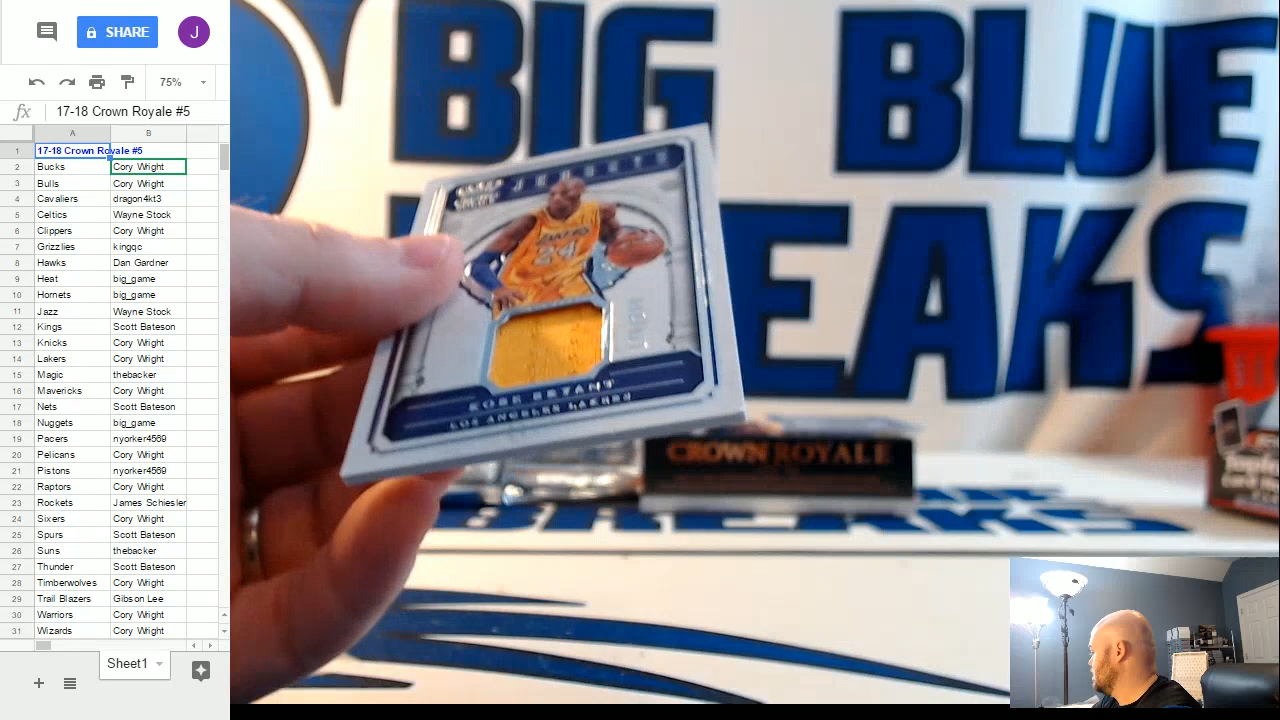 SHARE
J
75%
fx 17-18 Crown Royale #5
A B
1 17-18 Crown Royale #5
2 Bucks Cory Wright
3 Bulls Cory Wright
4 Cavaliers dragon4kt3
5 Celtics Wayne Stock
6 Clippers Cory Wright
7 Grizzlies kingqc
8 Hawks Dan Gardner
9 Heat big_game
10 Hornets big_game
11 Jazz Wayne Stock
12 Kings Scott Bateson
13 Knicks Cory Wright
14 Lakers Cory Wright
15 Magic thebacker
16 Mavericks Cory Wright
17 Nets Scott Bateson
18 Nuggets big_game
19 Pacers nyorker4569
20 Pelicans Cory Wright
21 Pistons nyorker4569
22 Raptors Cory Wright
23 Rockets James Schiesler
24 Sixers Cory Wright
25 Spurs Scott Bateson
26 Suns thebacker
27 Thunder Scott Bateson
28 Timberwolves Cory Wright
29 Trail Blazers Gibson Lee
30 Warriors Cory Wright
31 Wizards Cory Wright
Sheet1
BIG BLUE
BREAKS
JERSEYS
LAKERS
24
KOBE BRYANT
LOS ANGELES LAKERS
CROWN ROYALE
BREAKS